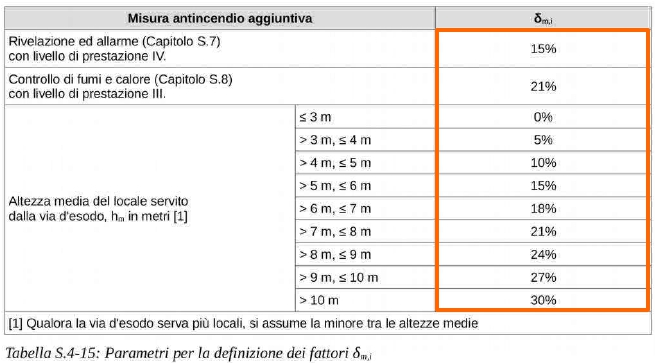 Misura antincendio aggiuntiva δm,i
Rivelazione ed allarme (Capitolo S.7)
con livello di prestazione IV. 15%
Controllo di fumi e calore (Capitolo S.8)
con livello di prestazione III. 21%
Altezza media del locale servito
dalla via d'esodo, hm in metri [1]
≤ 3 m 0%
> 3 m, ≤ 4 m 5%
> 4 m, ≤ 5 m 10%
> 5 m, ≤ 6 m 15%
> 6 m, ≤ 7 m 18%
> 7 m, ≤ 8 m 21%
> 8 m, ≤ 9 m 24%
> 9 m, ≤ 10 m 27%
> 10 m 30%
[1] Qualora la via d'esodo serva più locali, si assume la minore tra le altezze medie
Tabella S.4-15: Parametri per la definizione dei fattori δm,i